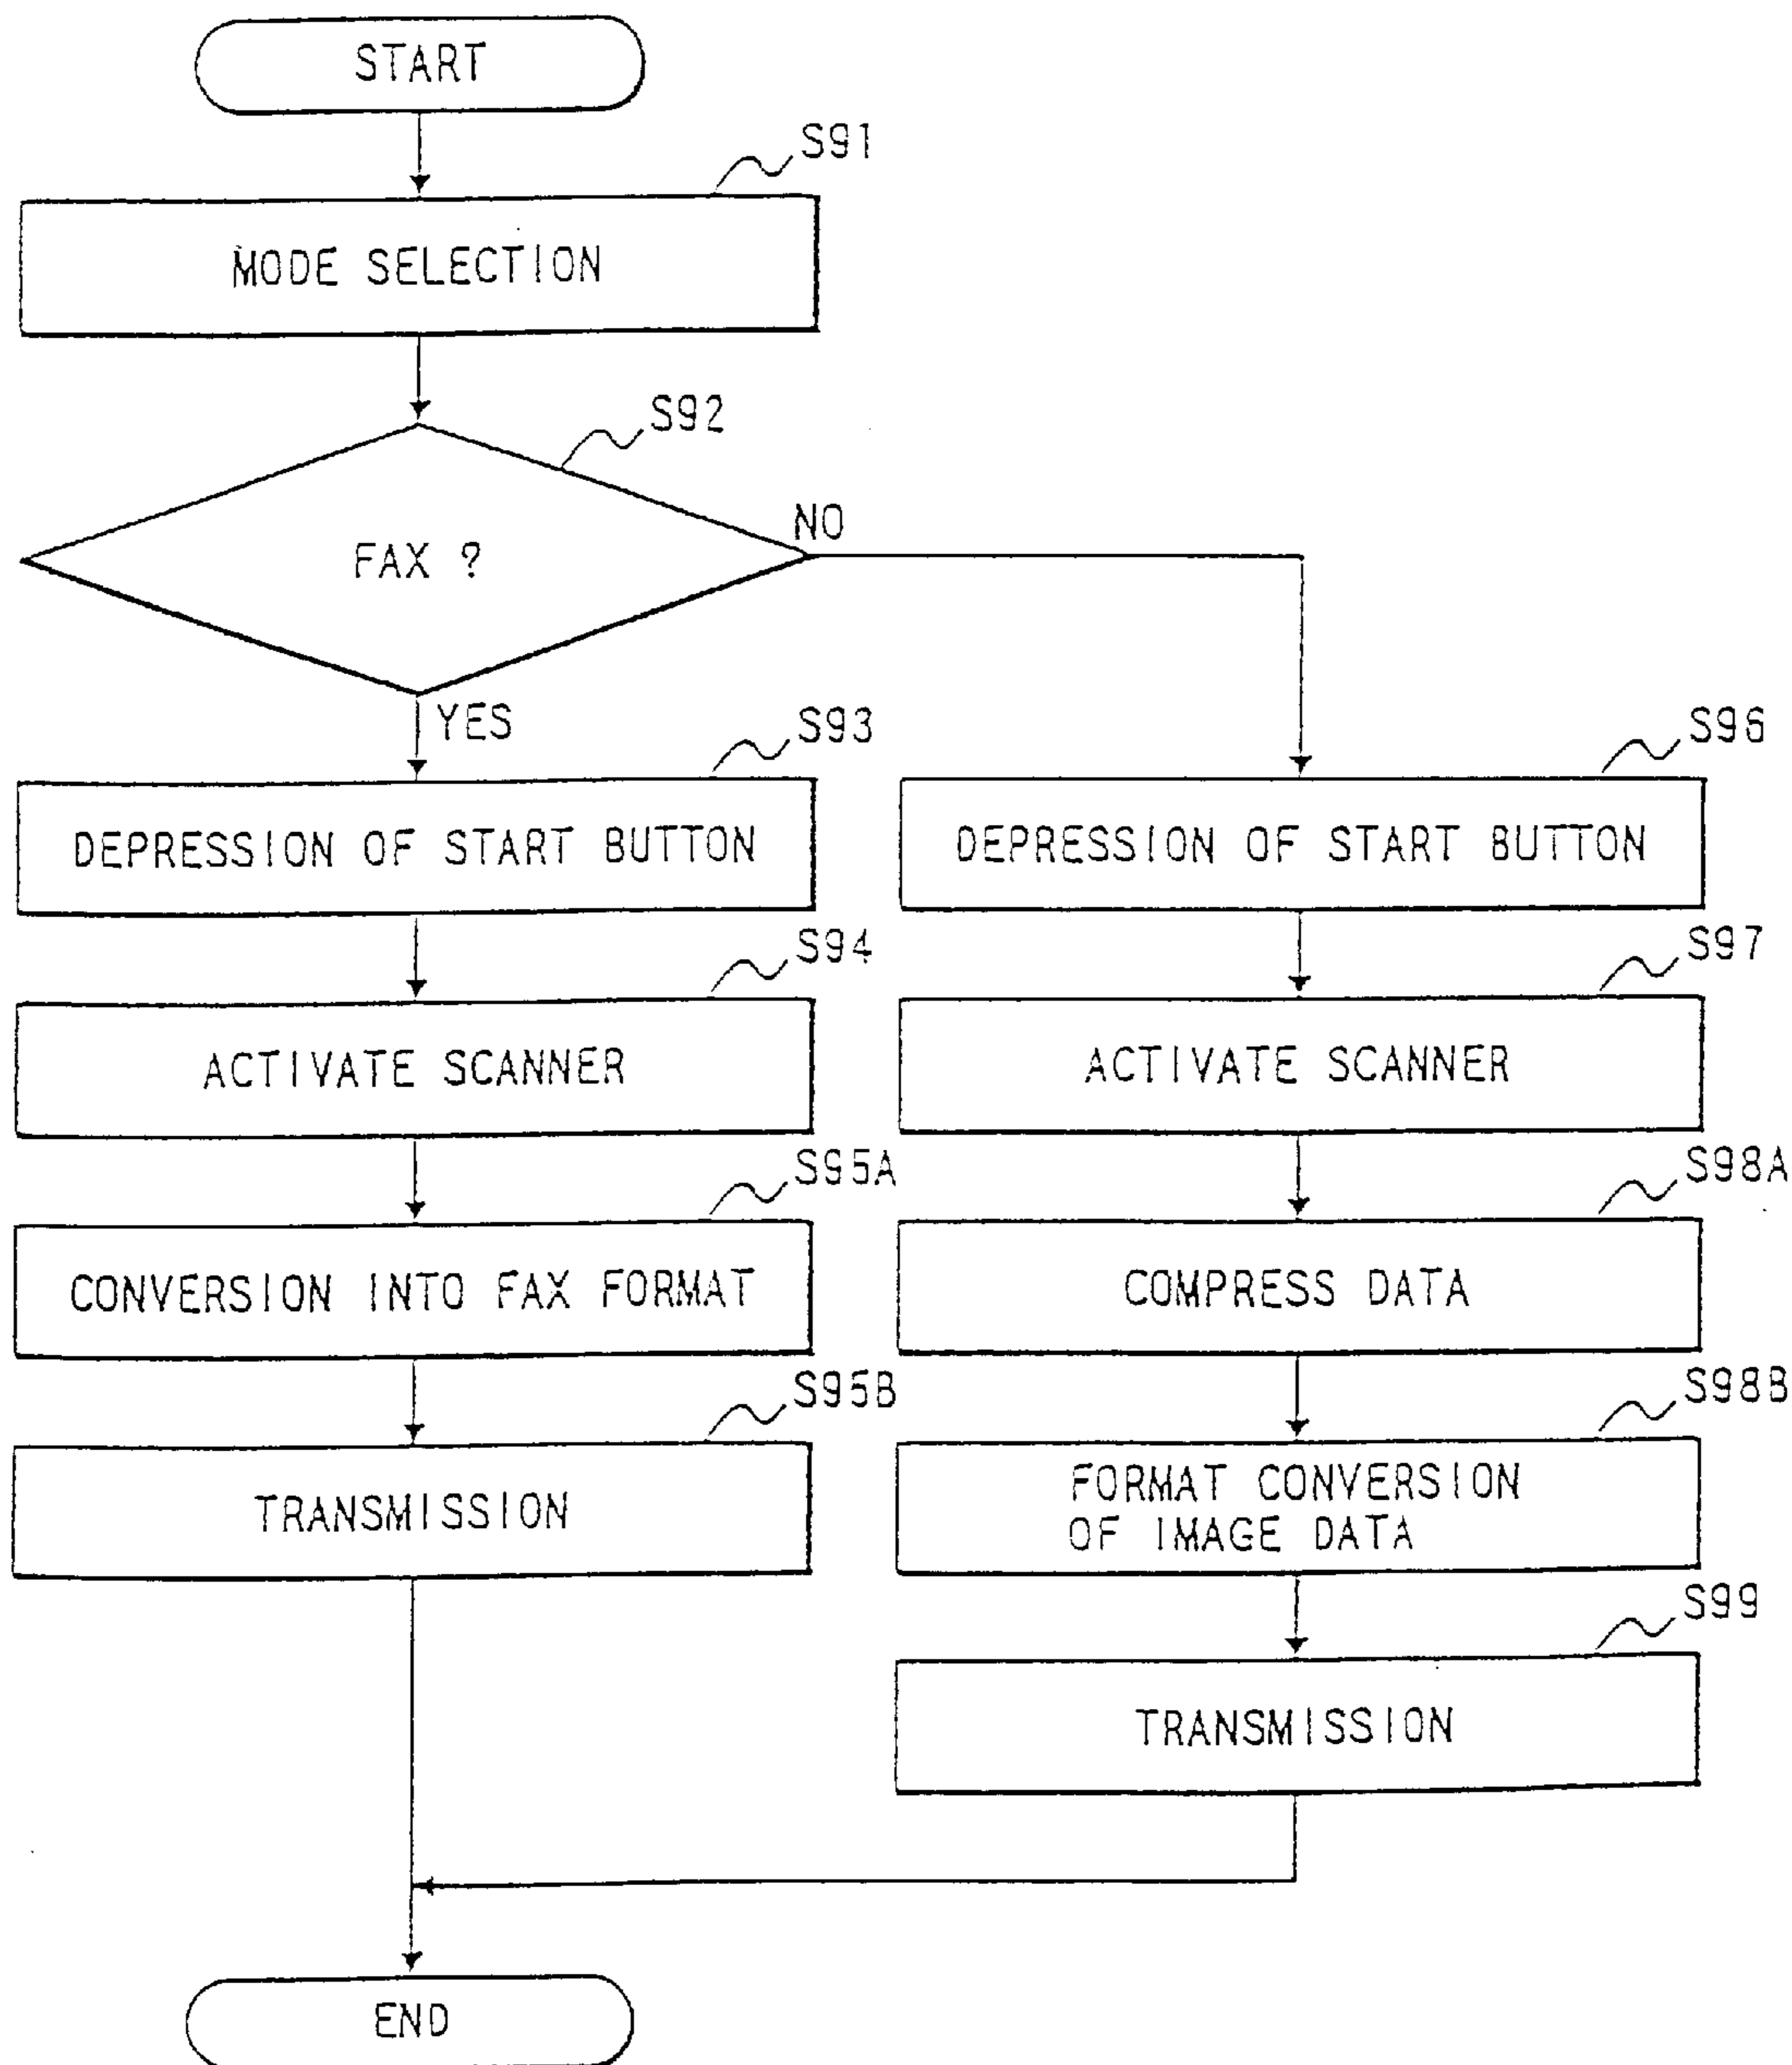 START
S91
MODE SELECTION
S92
FAX ?
NO
YES
S93
DEPRESSION OF START BUTTON
S94
ACTIVATE SCANNER
S95A
CONVERSION INTO FAX FORMAT
S95B
TRANSMISSION
S96
DEPRESSION OF START BUTTON
S97
ACTIVATE SCANNER
S98A
COMPRESS DATA
S98B
FORMAT CONVERSION
OF IMAGE DATA
S99
TRANSMISSION
END